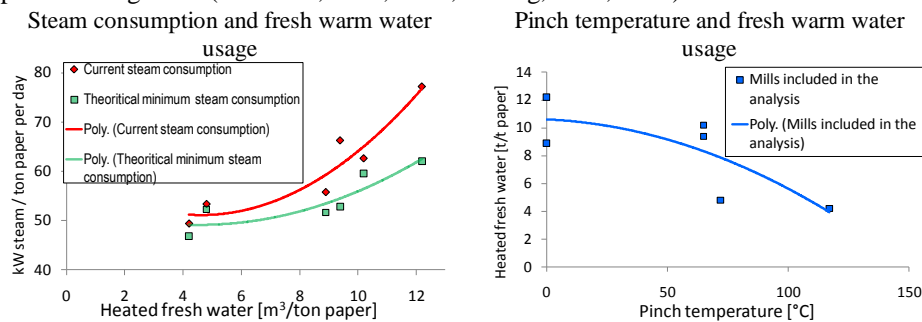 Steam consumption and fresh warm water
usage
kW steam / ton paper per day
80
70
60
50
40
Current steam consumption
Theoritical minimum steam consumption
Poly. (Current steam consumption)
Poly. (Theoritical minimum steam
consumption)
0
2
4
6
8
10
12
Heated fresh water [m³/ton paper]
Pinch temperature and fresh warm water
usage
Heated fresh water [t/t paper]
14
12
10
8
6
4
2
0
Mills included in the
analysis
Poly. (Mills included in the
analysis)
0
50
100
150
Pinch temperature [°C]